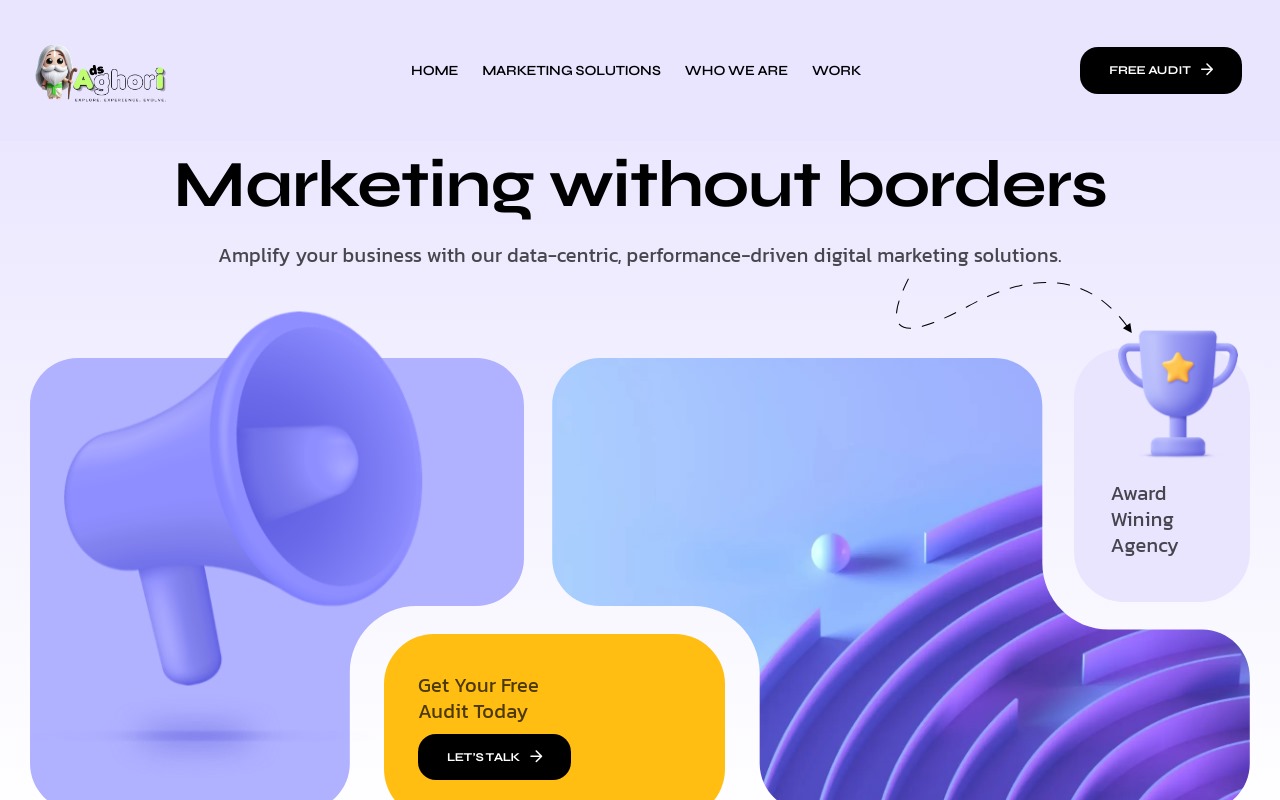 ds
Aghori
EXPLORE. EXPERIENCE. EVOLVE.
HOME MARKETING SOLUTIONS WHO WE ARE WORK
FREE AUDIT
Marketing without borders
Amplify your business with our data-centric, performance-driven digital marketing solutions.
Award
Wining
Agency
Get Your Free
Audit Today
LET'S TALK